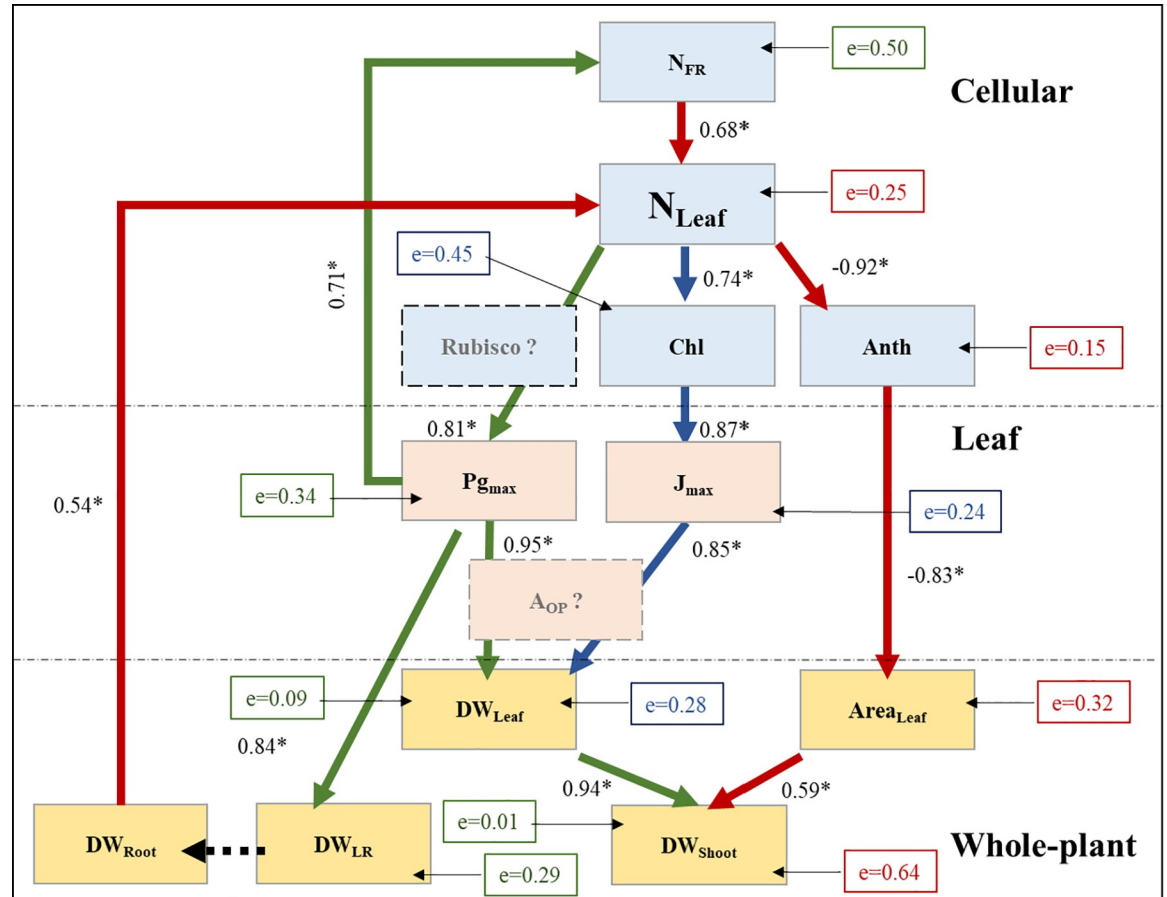 N_FR
e=0.50
Cellular
0.68*
N_Leaf
e=0.25
e=0.45
0.71*
0.74*
-0.92*
Rubisco ?
Chl
Anth
e=0.15
0.81*
0.87*
Leaf
Pg_max
J_max
e=0.34
e=0.24
0.54*
0.95*
0.85*
-0.83*
A_OP ?
e=0.09
DW_Leaf
e=0.28
Area_Leaf
e=0.32
0.84*
0.94*
0.59*
DW_Root
DW_LR
e=0.01
DW_Shoot
Whole-plant
e=0.29
e=0.64